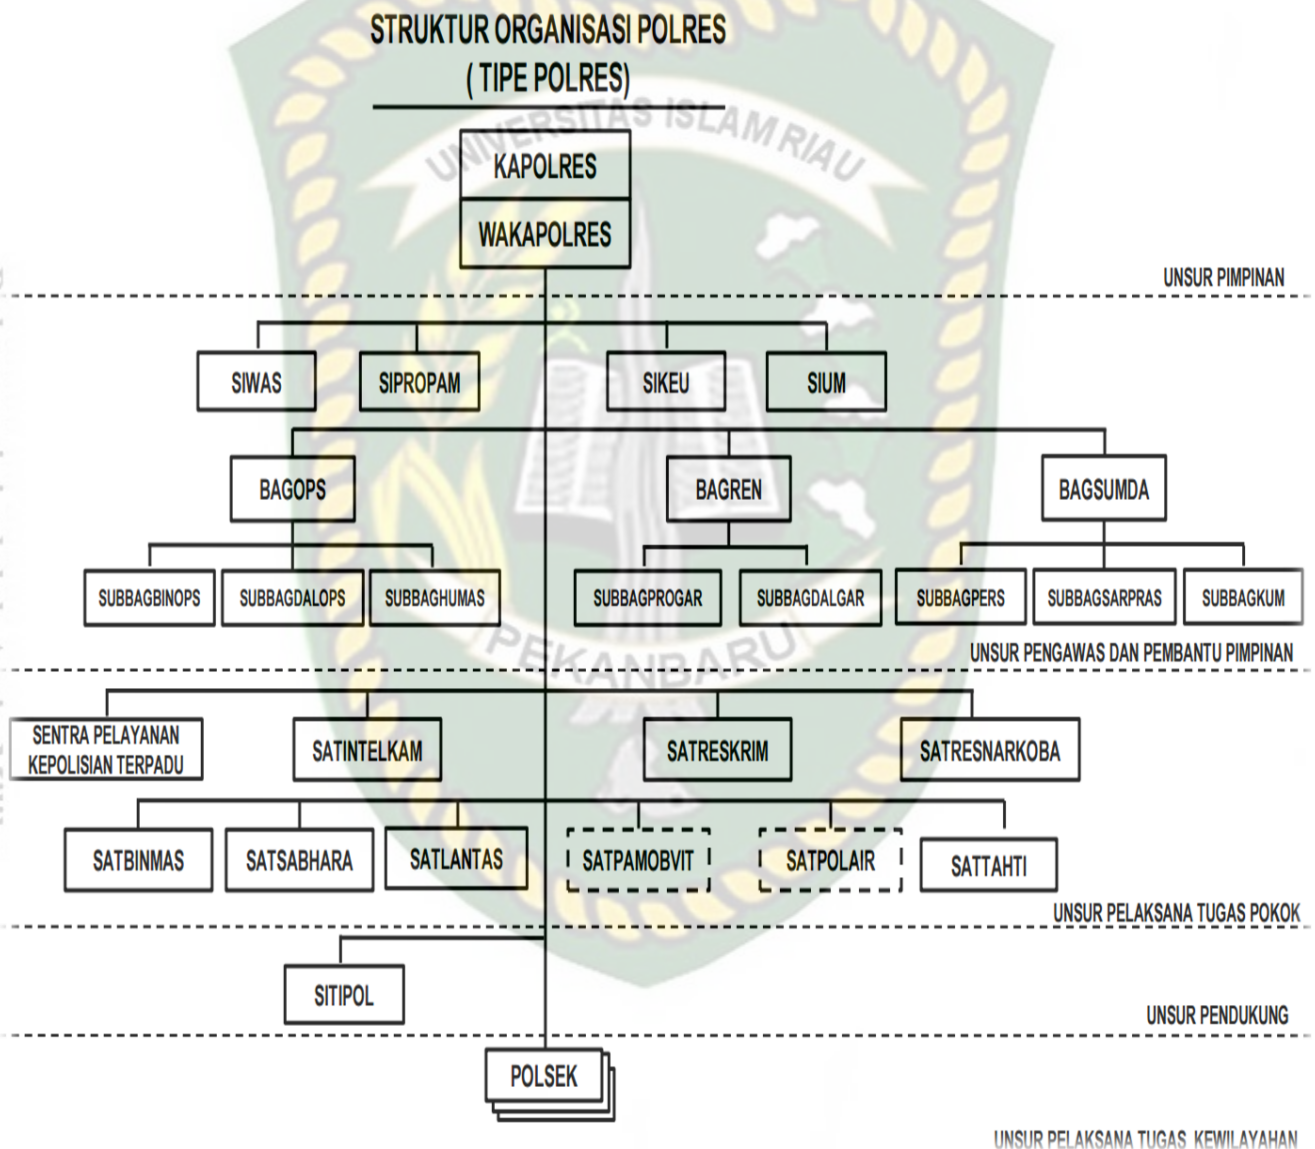 STRUKTUR ORGANISASI POLRES
( TIPE POLRES)
UNIVERSITAS ISLAM RIAU
KAPOLRES
WAKAPOLRES
UNSUR PIMPINAN
SIWAS
SIPROPAM
SIKEU
SIUM
BAGOPS
BAGREN
BAGSUMDA
SUBBAGBINOPS
SUBBAGDALOPS
SUBBAGHUMAS
SUBBAGPROGAR
SUBBAGDALGAR
SUBBAGPERS
SUBBAGSARPRAS
SUBBAGKUM
PEKANBARU
UNSUR PENGAWAS DAN PEMBANTU PIMPINAN
SENTRA PELAYANAN
KEPOLISIAN TERPADU
SATINTELKAM
SATRESKRIM
SATRESNARKOBA
SATBINMAS
SATSABHARA
SATLANTAS
SATPAMOBVIT
SATPOLAIR
SATTAHTI
UNSUR PELAKSANA TUGAS POKOK
SITIPOL
UNSUR PENDUKUNG
POLSEK
UNSUR PELAKSANA TUGAS KEWILAYAHAN